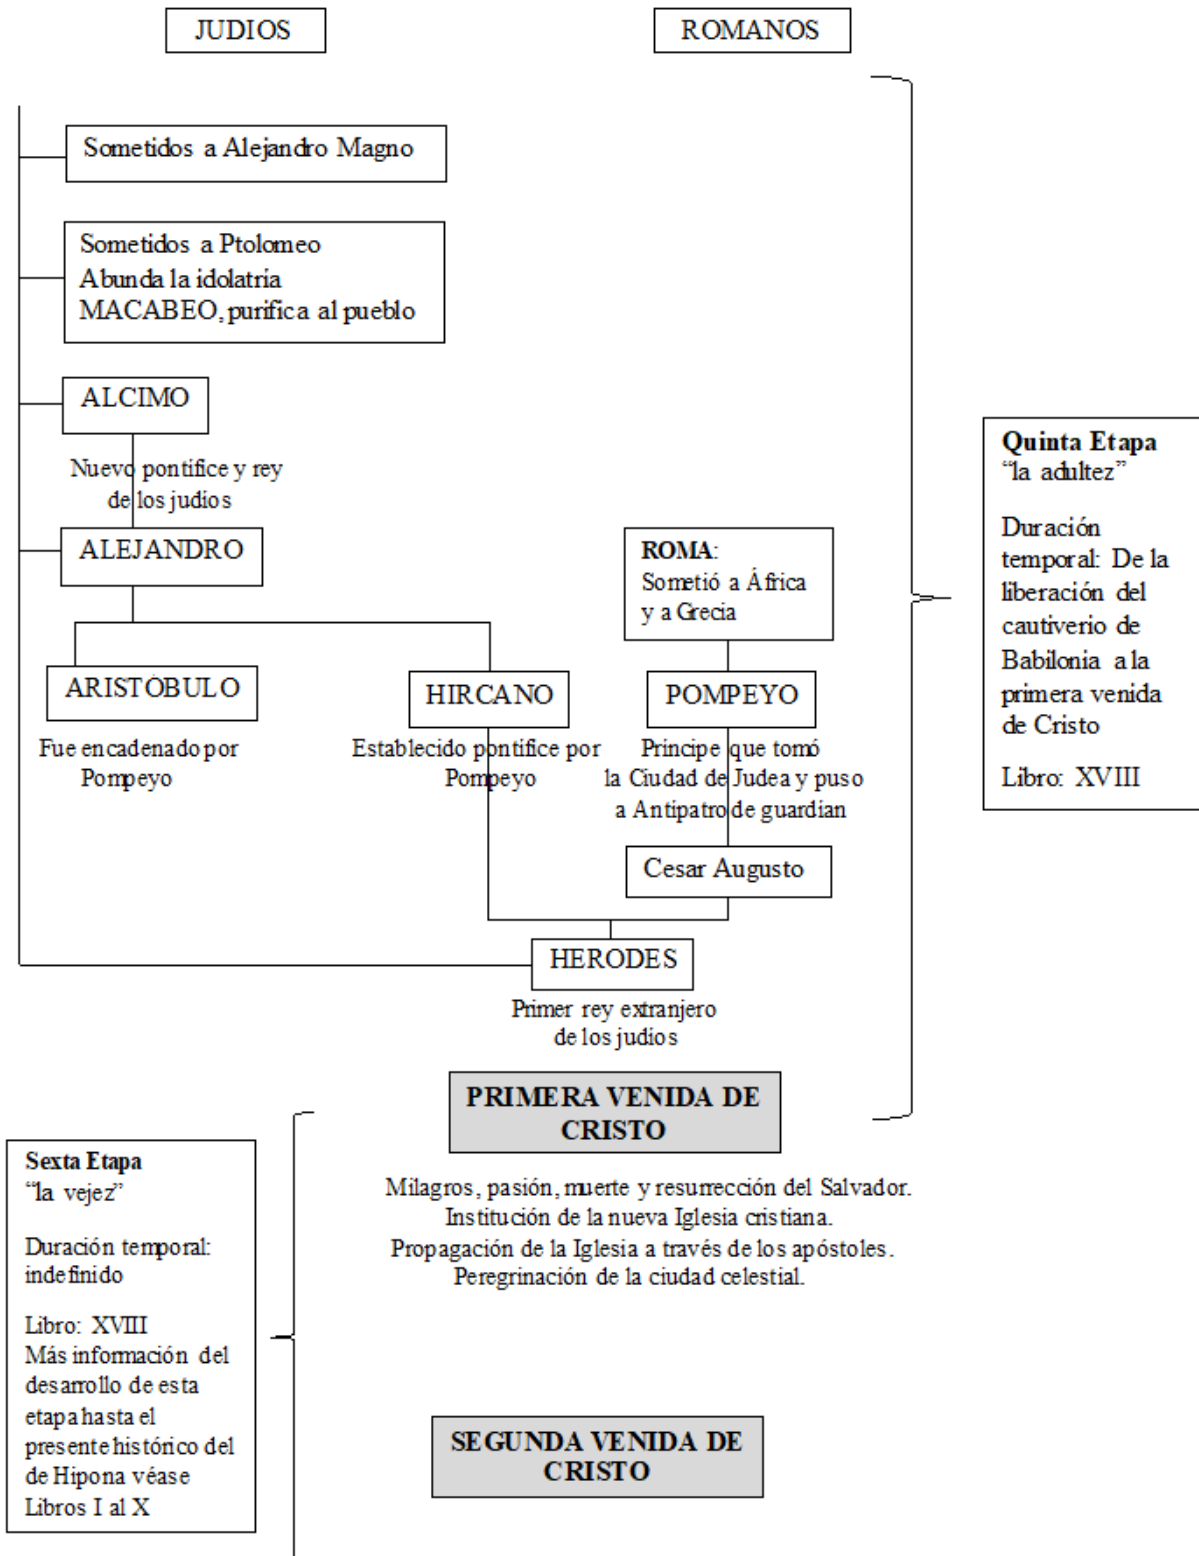 JUDIOS
ROMANOS
Sometidos a Alejandro Magno
Sometidos a Ptolomeo
Abunda la idolatría
MACABEO, purifica al pueblo
ALCIMO
Nuevo pontífice y rey
de los judíos
ALEJANDRO
ARISTÓBULO
Fue encadenado por
Pompeyo
HIRCANO
Establecido pontífice por
Pompeyo
ROMA:
Sometió a África
y a Grecia
POMPEYO
Príncipe que tomó
la Ciudad de Judea y puso
a Antipatro de guardían
Cesar Augusto
HERODES
Primer rey extranjero
de los judíos
Quinta Etapa
“la adultez”
Duración
temporal: De la
liberación del
cautiverio de
Babilonia a la
primera venida
de Cristo
Libro: XVIII
PRIMERA VENIDA DE
CRISTO
Milagros, pasión, muerte y resurrección del Salvador.
Institución de la nueva Iglesia cristiana.
Propagación de la Iglesia a través de los apóstoles.
Peregrinación de la ciudad celestial.
Sexta Etapa
“la vejez”
Duración temporal:
indefinido
Libro: XVIII
Más información del
desarrollo de esta
etapa hasta el
presente histórico del
de Hipona véase
Libros I al X
SEGUNDA VENIDA DE
CRISTO